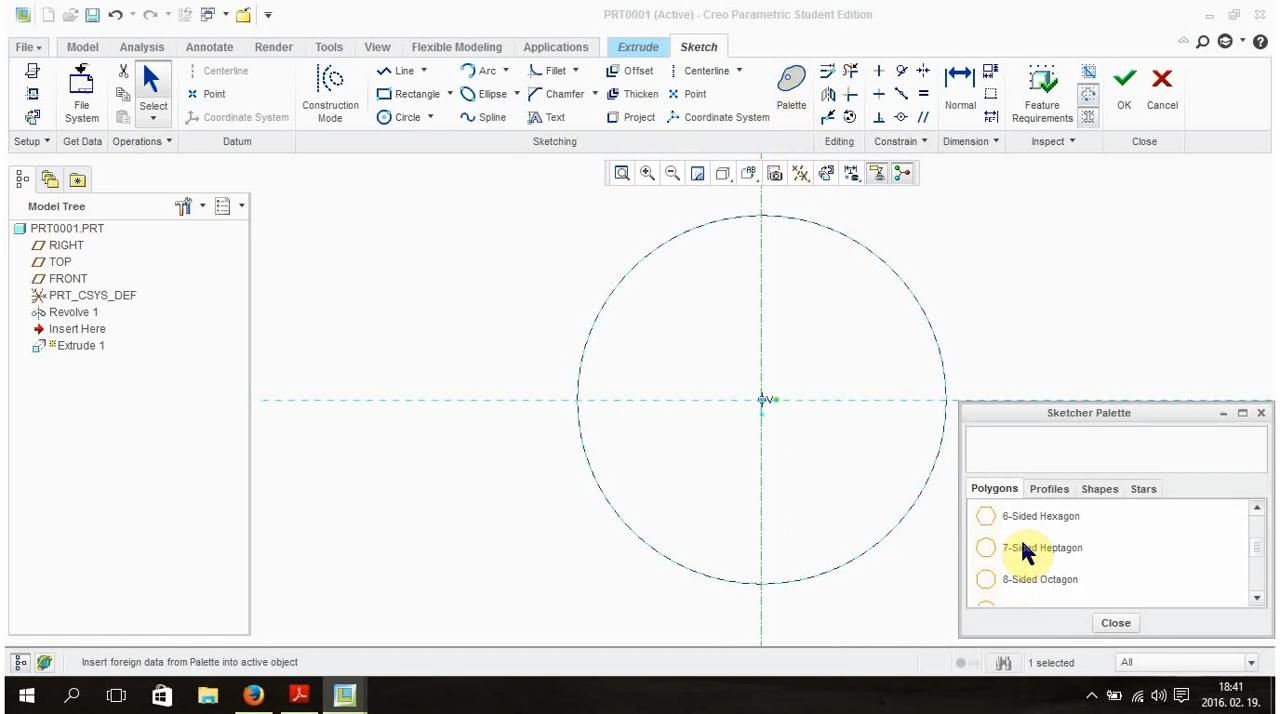 PRT0001 (Active) - Creo Parametric Student Edition
File Model Analysis Annotate Render Tools View Flexible Modeling Applications Extrude Sketch
Centerline Line Arc Fillet Offset Centerline
Point Rectangle Ellipse Chamfer Thicken Point
Coordinate System Circle Spline Text Project Coordinate System
File System Select Construction Mode Palette Normal Feature Requirements OK Cancel
Setup Get Data Operations Datum Sketching Editing Constrain Dimension Inspect Close
Model Tree
PRT0001.PRT
RIGHT
TOP
FRONT
PRT_CSYS_DEF
Revolve 1
Insert Here
Extrude 1
V
Sketcher Palette
Polygons Profiles Shapes Stars
6-Sided Hexagon
7-Sided Heptagon
8-Sided Octagon
Close
Insert foreign data from Palette into active object
1 selected
All
18:41
2016. 02. 19.